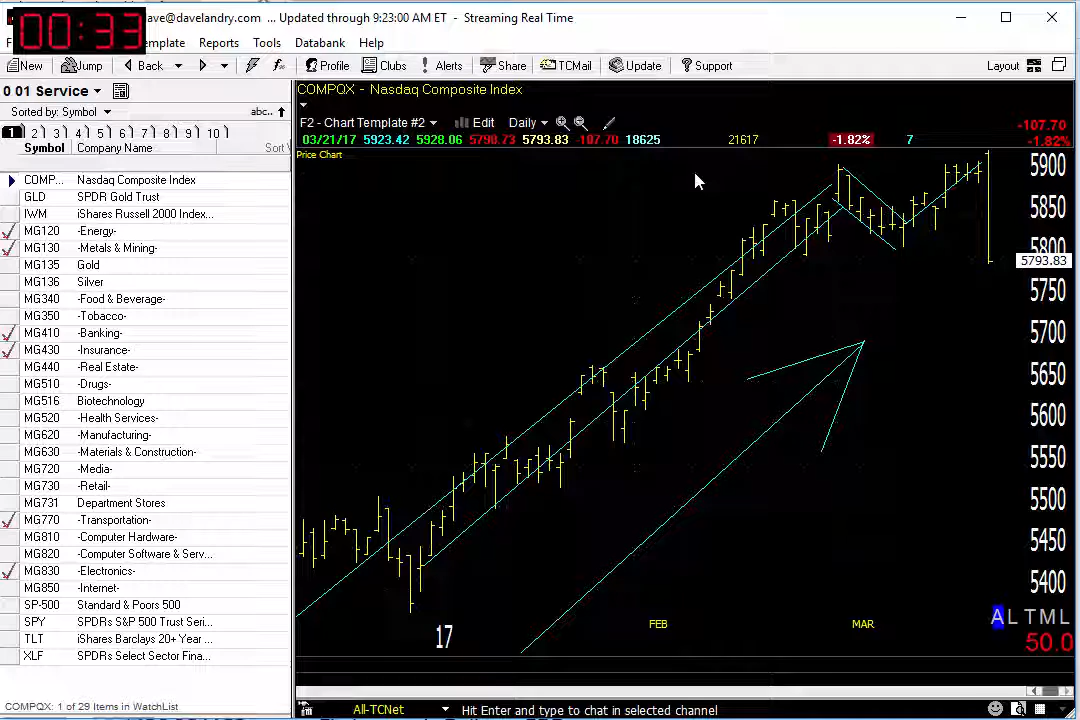 00:33
ave@davelandry.com ... Updated through 9:23:00 AM ET - Streaming Real Time
F emplate Reports Tools Databank Help
New Jump Back Profile Clubs Alerts Share TCMail Update Support Layout
0 01 Service
Sorted by: Symbol abc..
1 2 3 4 5 6 7 8 9 10
Symbol Company Name Sort
COMP... Nasdaq Composite Index
GLD SPDR Gold Trust
IWM iShares Russell 2000 Index...
MG120 -Energy-
MG130 -Metals & Mining-
MG135 Gold
MG136 Silver
MG340 -Food & Beverage-
MG350 -Tobacco-
MG410 -Banking-
MG430 -Insurance-
MG440 -Real Estate-
MG510 -Drugs-
MG516 Biotechnology
MG520 -Health Services-
MG620 -Manufacturing-
MG630 -Materials & Construction-
MG720 -Media-
MG730 -Retail-
MG731 Department Stores
MG770 -Transportation-
MG810 -Computer Hardware-
MG820 -Computer Software & Serv...
MG830 -Electronics-
MG850 -Internet-
SP-500 Standard & Poors 500
SPY SPDRs S&P 500 Trust Seri...
TLT iShares Barclays 20+ Year ...
XLF SPDRs Select Sector Fina...
COMPQX: 1 of 29 Items in WatchList
COMPQX - Nasdaq Composite Index
F2 - Chart Template #2 Edit Daily
-107.70
03/21/17 5923.42 5928.06 5790.73 5793.83 -107.70 18625 21617 -1.82% 7 -1.82%
Price Chart
5900
5850
5800
5793.83
5750
5700
5650
5600
5550
5500
5450
5400
A L T M L
17 FEB MAR
50.0
All-TCNet Hit Enter and type to chat in selected channel